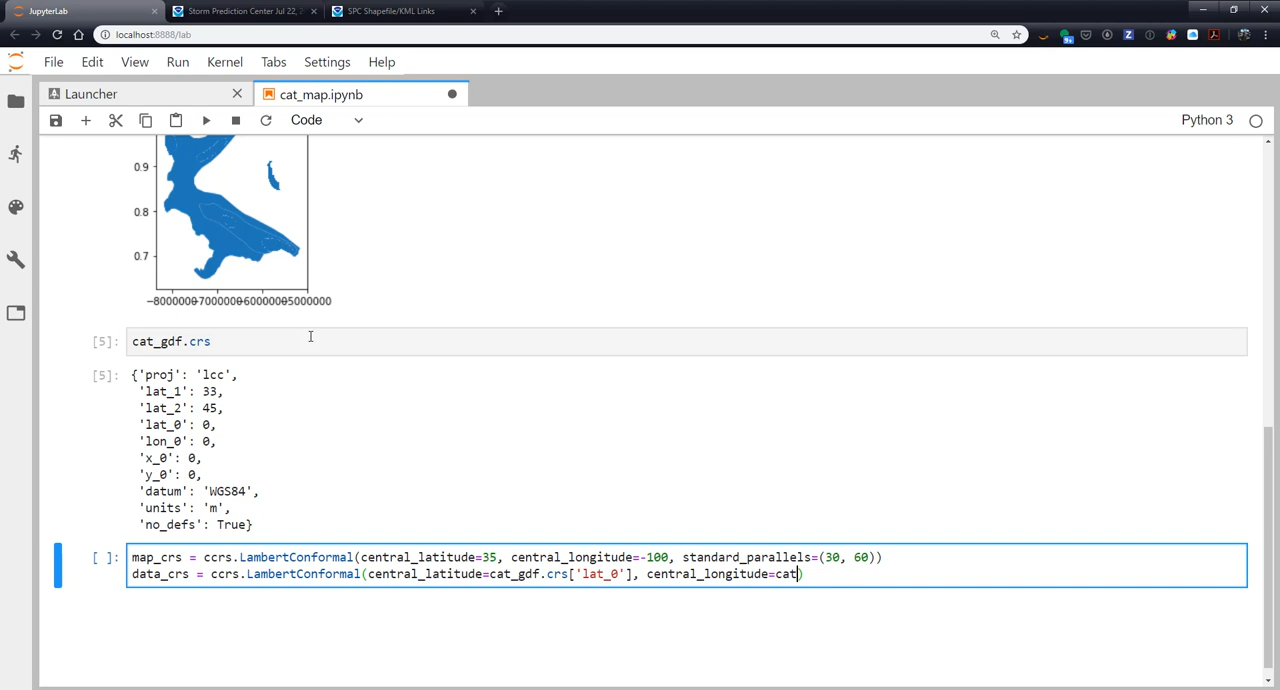 JupyterLab
Storm Prediction Center Jul 22, 2
SPC Shapefile/KML Links
localhost:8888/lab
File Edit View Run Kernel Tabs Settings Help
Launcher
cat_map.ipynb
Code
Python 3
0.9
0.8
0.7
−8000000−7000000−6000000−5000000
[5]: cat_gdf.crs
[5]: {'proj': 'lcc',
'lat_1': 33,
'lat_2': 45,
'lat_0': 0,
'lon_0': 0,
'x_0': 0,
'y_0': 0,
'datum': 'WGS84',
'units': 'm',
'no_defs': True}
[ ]: map_crs = ccrs.LambertConformal(central_latitude=35, central_longitude=-100, standard_parallels=(30, 60))
data_crs = ccrs.LambertConformal(central_latitude=cat_gdf.crs['lat_0'], central_longitude=cat)